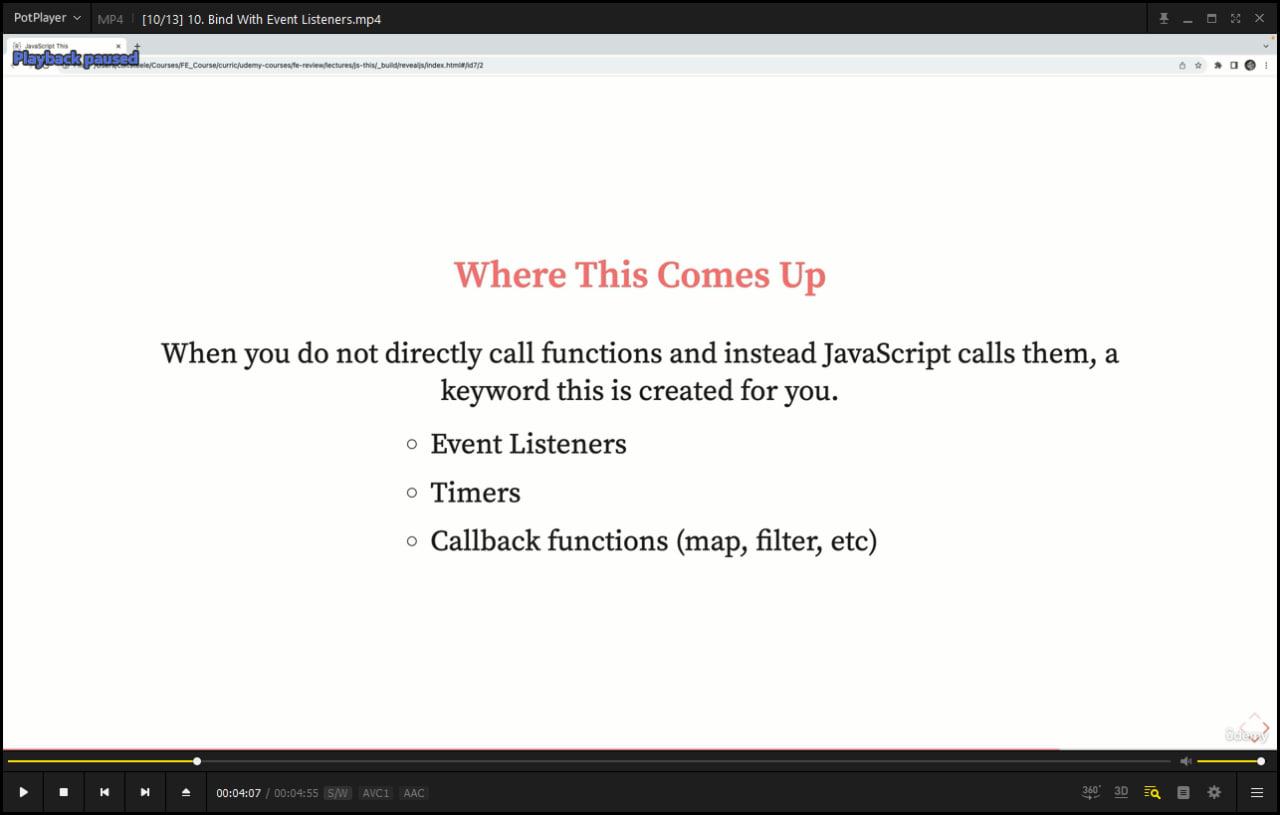 PotPlayer
MP4
[10/13] 10. Bind With Event Listeners.mp4
JavaScript This
Playback paused
Courses/FE_Course/curric/udemy-courses/fe-review/lectures/js-this/_build/revealjs/index.html#/id7/2
Where This Comes Up
When you do not directly call functions and instead JavaScript calls them, a
keyword this is created for you.
Event Listeners
Timers
Callback functions (map, filter, etc)
ûdemy
00:04:07 / 00:04:55 S/W AVC1 AAC
360°
3D